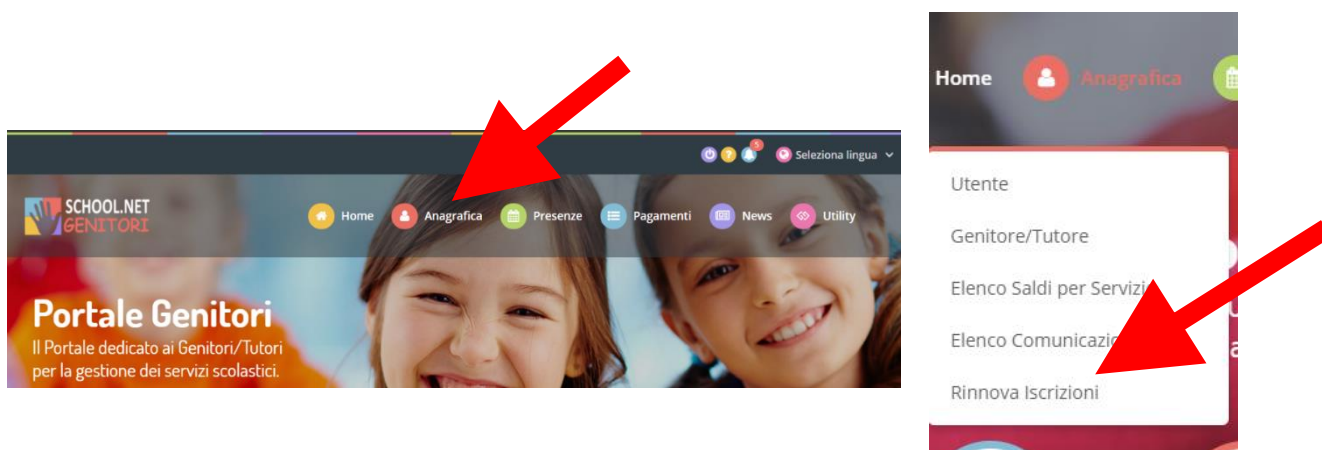 5
Seleziona lingua
SCHOOL.NET
GENITORI
Home
Anagrafica
Presenze
Pagamenti
News
Utility
Portale Genitori
Il Portale dedicato ai Genitori/Tutori
per la gestione dei servizi scolastici.
Home
Anagrafica
Utente
Genitore/Tutore
Elenco Saldi per Servizi
Elenco
Rinnova Iscrizioni